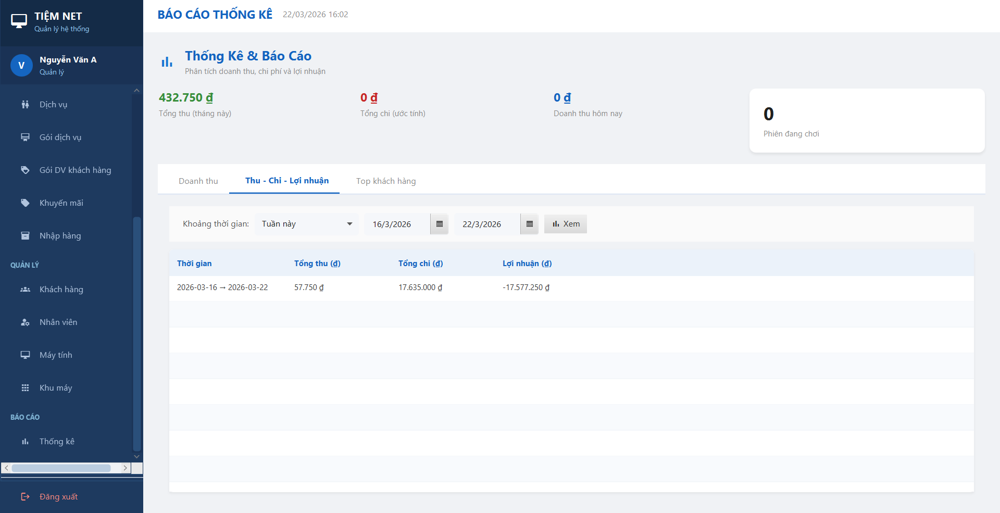 TIỆM NET
Quản lý hệ thống
V
Nguyễn Văn A
Quản lý
Dịch vụ
Gói dịch vụ
Gói DV khách hàng
Khuyến mãi
Nhập hàng
QUẢN LÝ
Khách hàng
Nhân viên
Máy tính
Khu máy
BÁO CÁO
Thống kê
Đăng xuất
BÁO CÁO THỐNG KÊ 22/03/2026 16:02
Thống Kê & Báo Cáo
Phân tích doanh thu, chi phí và lợi nhuận
432.750 ₫
Tổng thu (tháng này)
0 ₫
Tổng chi (ước tính)
0 ₫
Doanh thu hôm nay
0
Phiên đang chơi
Doanh thu Thu - Chi - Lợi nhuận Top khách hàng
Khoảng thời gian: Tuần này 16/3/2026 22/3/2026 Xem
Thời gian Tổng thu (₫) Tổng chi (₫) Lợi nhuận (₫)
2026-03-16 → 2026-03-22 57.750 ₫ 17.635.000 ₫ -17.577.250 ₫